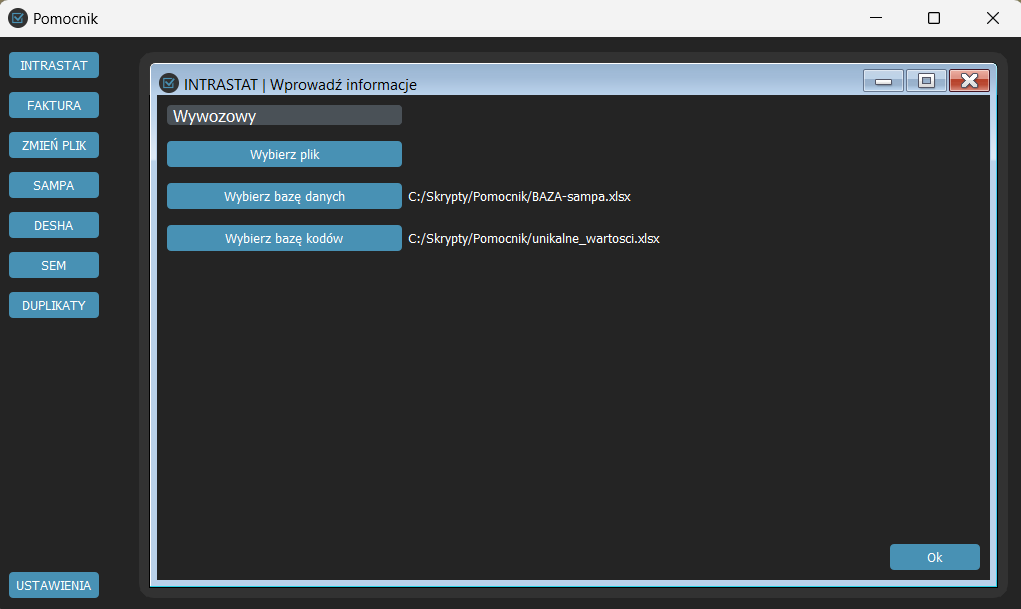 Pomocnik
INTRASTAT
FAKTURA
ZMIEŃ PLIK
SAMPA
DESHA
SEM
DUPLIKATY
USTAWIENIA
INTRASTAT | Wprowadź informacje
Wywozowy
Wybierz plik
Wybierz bazę danych C:/Skrypty/Pomocnik/BAZA-sampa.xlsx
Wybierz bazę kodów C:/Skrypty/Pomocnik/unikalne_wartosci.xlsx
Ok